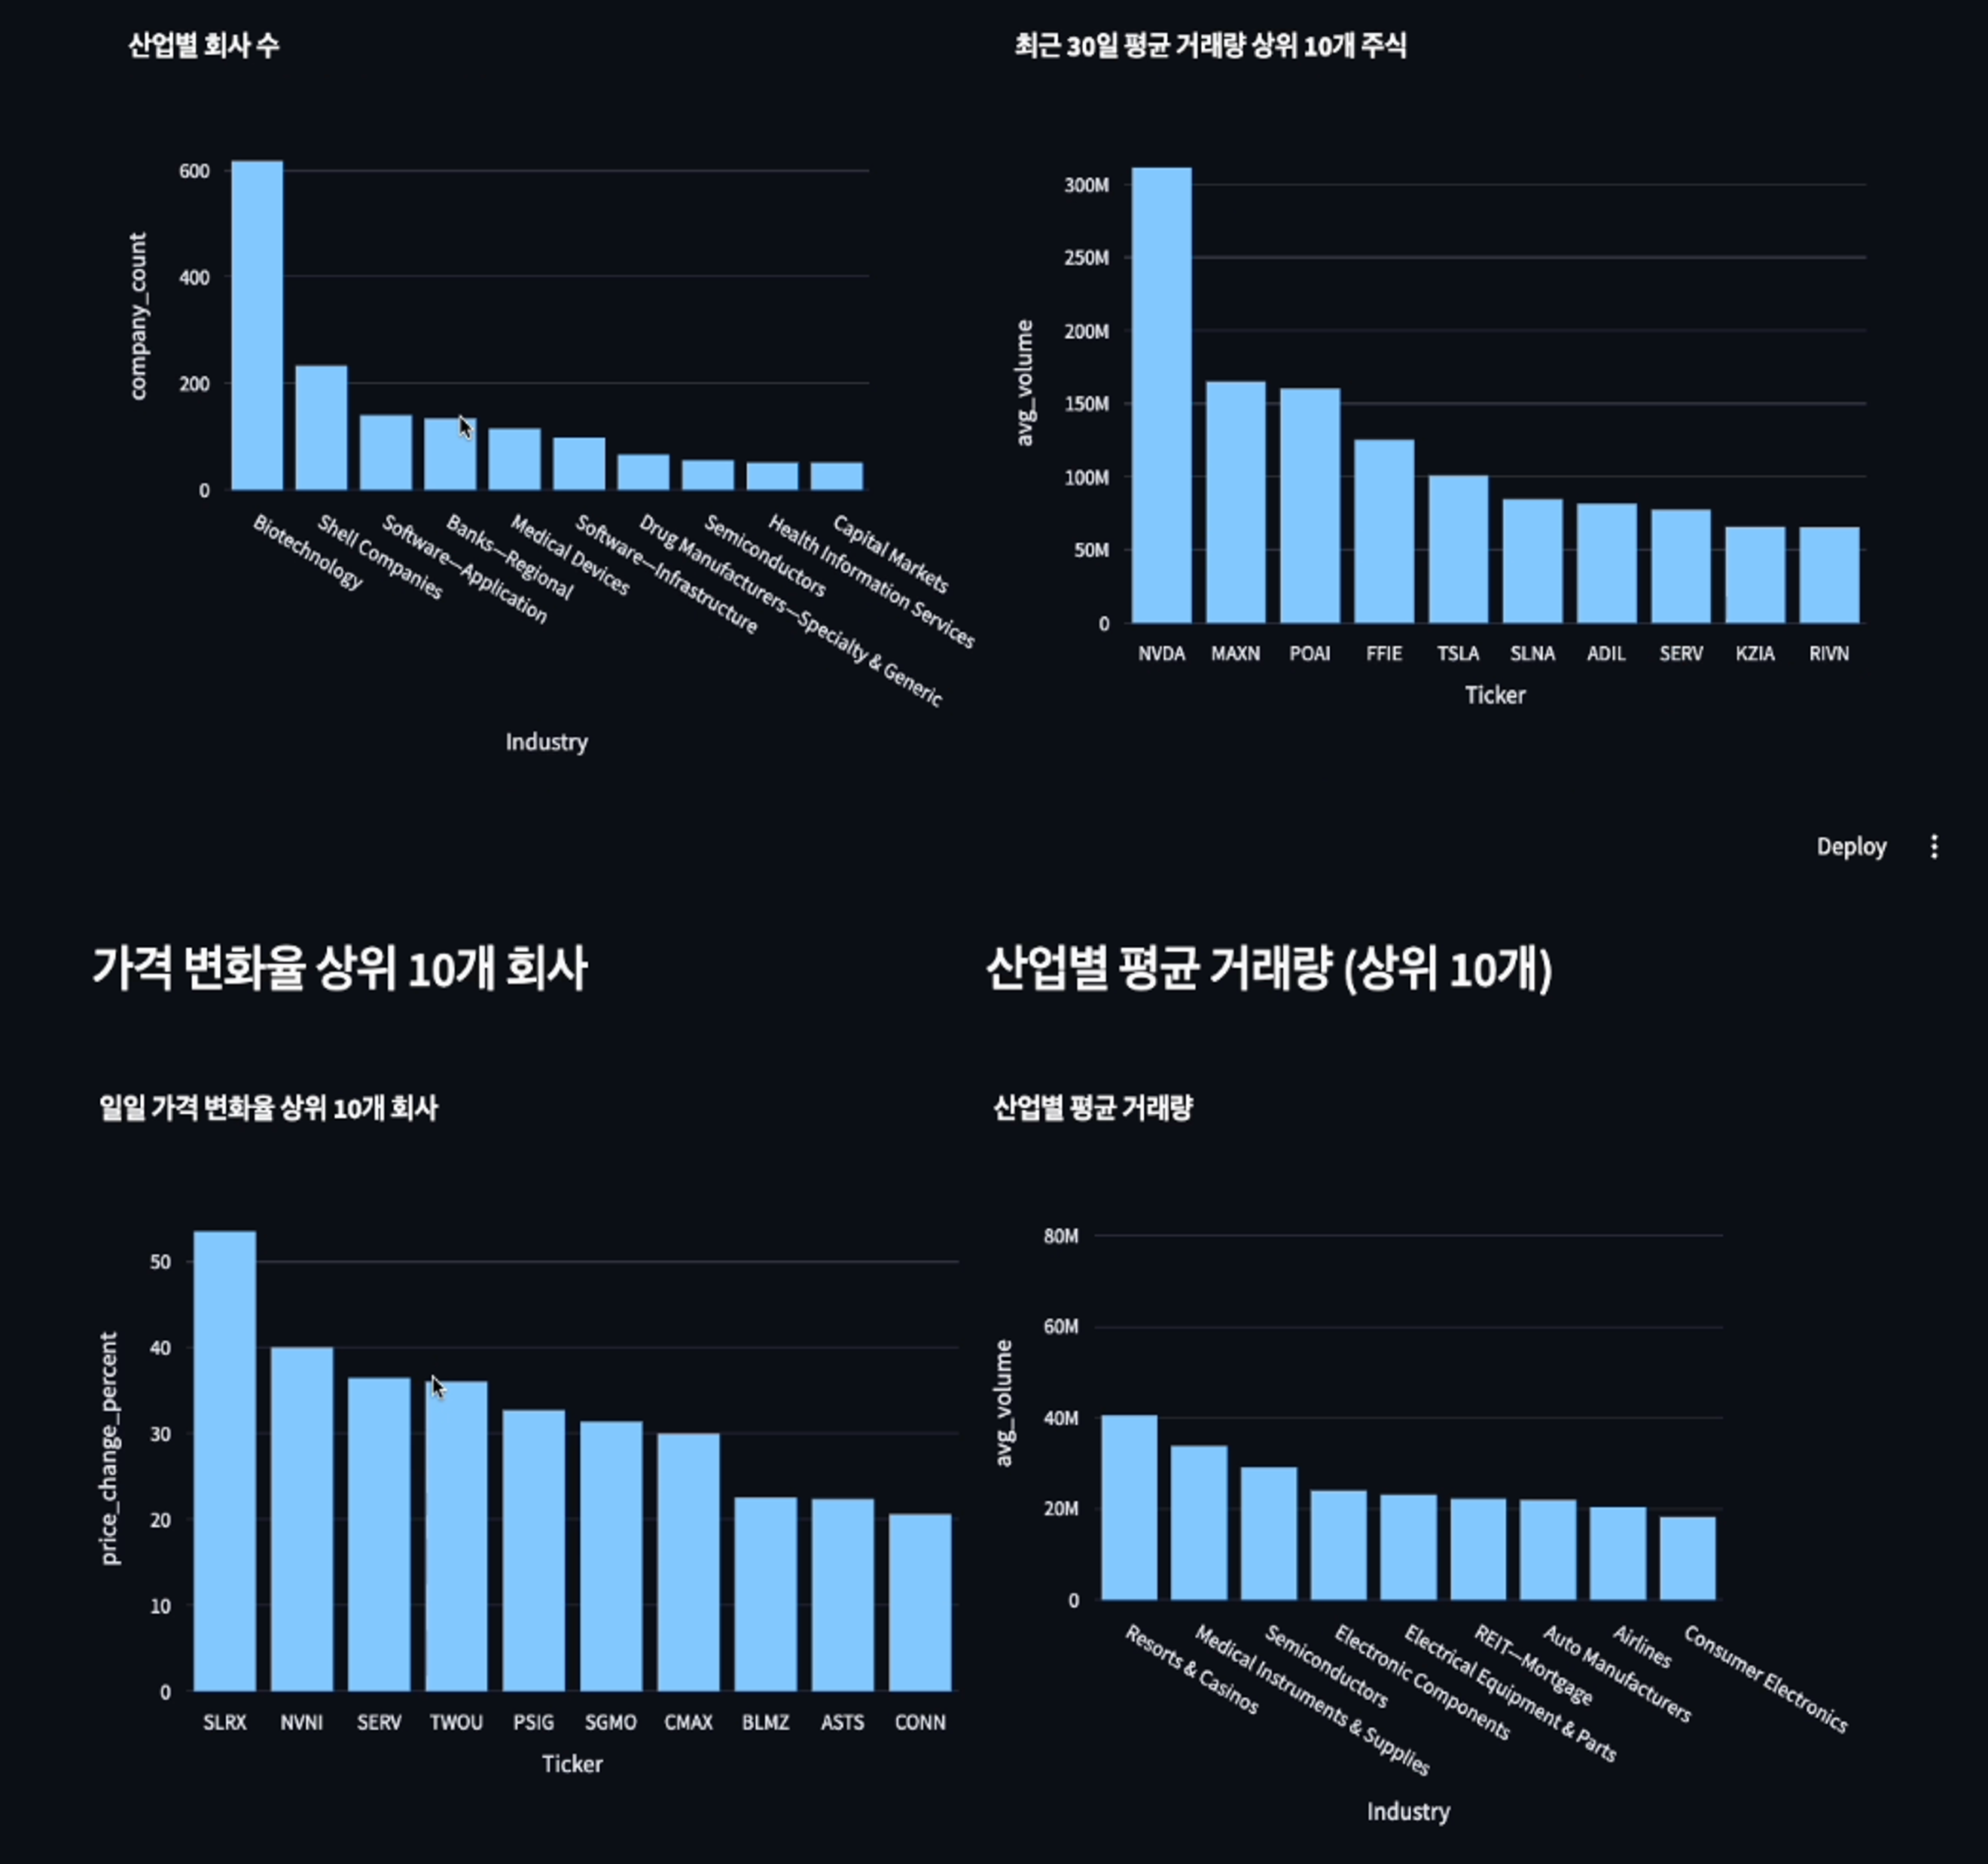 산업별 회사 수
600
400
200
0
company_count
Biotechnology
Shell Companies
Software—Application
Banks—Regional
Medical Devices
Software—Infrastructure
Drug Manufacturers—Specialty & Generic
Semiconductors
Health Information Services
Capital Markets
Industry
최근 30일 평균 거래량 상위 10개 주식
300M
250M
200M
150M
100M
50M
0
avg_volume
NVDA MAXN POAI FFIE TSLA SLNA ADIL SERV KZIA RIVN
Ticker
Deploy
가격 변화율 상위 10개 회사
일일 가격 변화율 상위 10개 회사
50
40
30
20
10
0
price_change_percent
SLRX NVNI SERV TWOU PSIG SGMO CMAX BLMZ ASTS CONN
Ticker
산업별 평균 거래량 (상위 10개)
산업별 평균 거래량
80M
60M
40M
20M
0
avg_volume
Resorts & Casinos
Medical Instruments & Supplies
Semiconductors
Electronic Components
Electrical Equipment & Parts
REIT—Mortgage
Auto Manufacturers
Airlines
Consumer Electronics
Industry